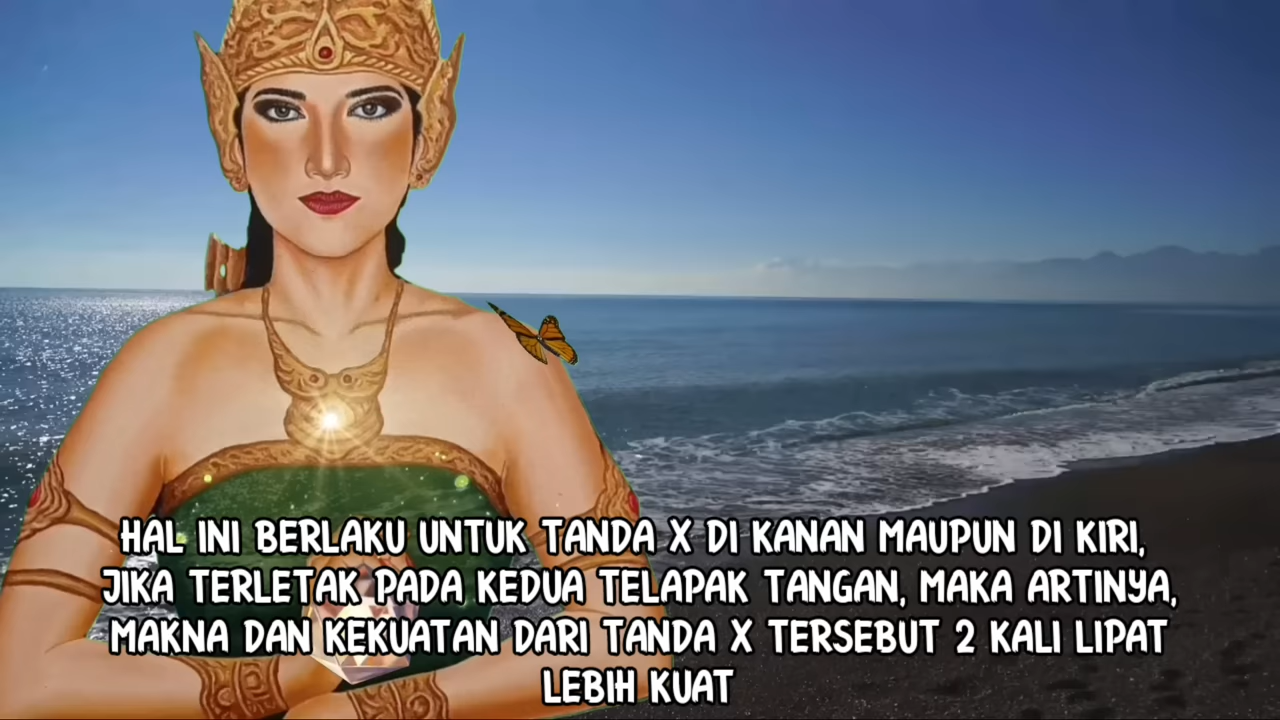 HAL INI BERLAKU UNTUK TANDA X DI KANAN MAUPUN DI KIRI,
JIKA TERLETAK PADA KEDUA TELAPAK TANGAN, MAKA ARTINYA,
MAKNA DAN KEKUATAN DARI TANDA X TERSEBUT 2 KALI LIPAT
LEBIH KUAT